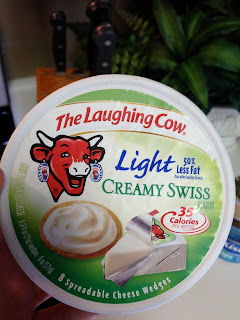 The Laughing Cow.
Light
50%
Less Fat
CREAMY SWISS
35
Calories
8 Spreadable Cheese Wedges